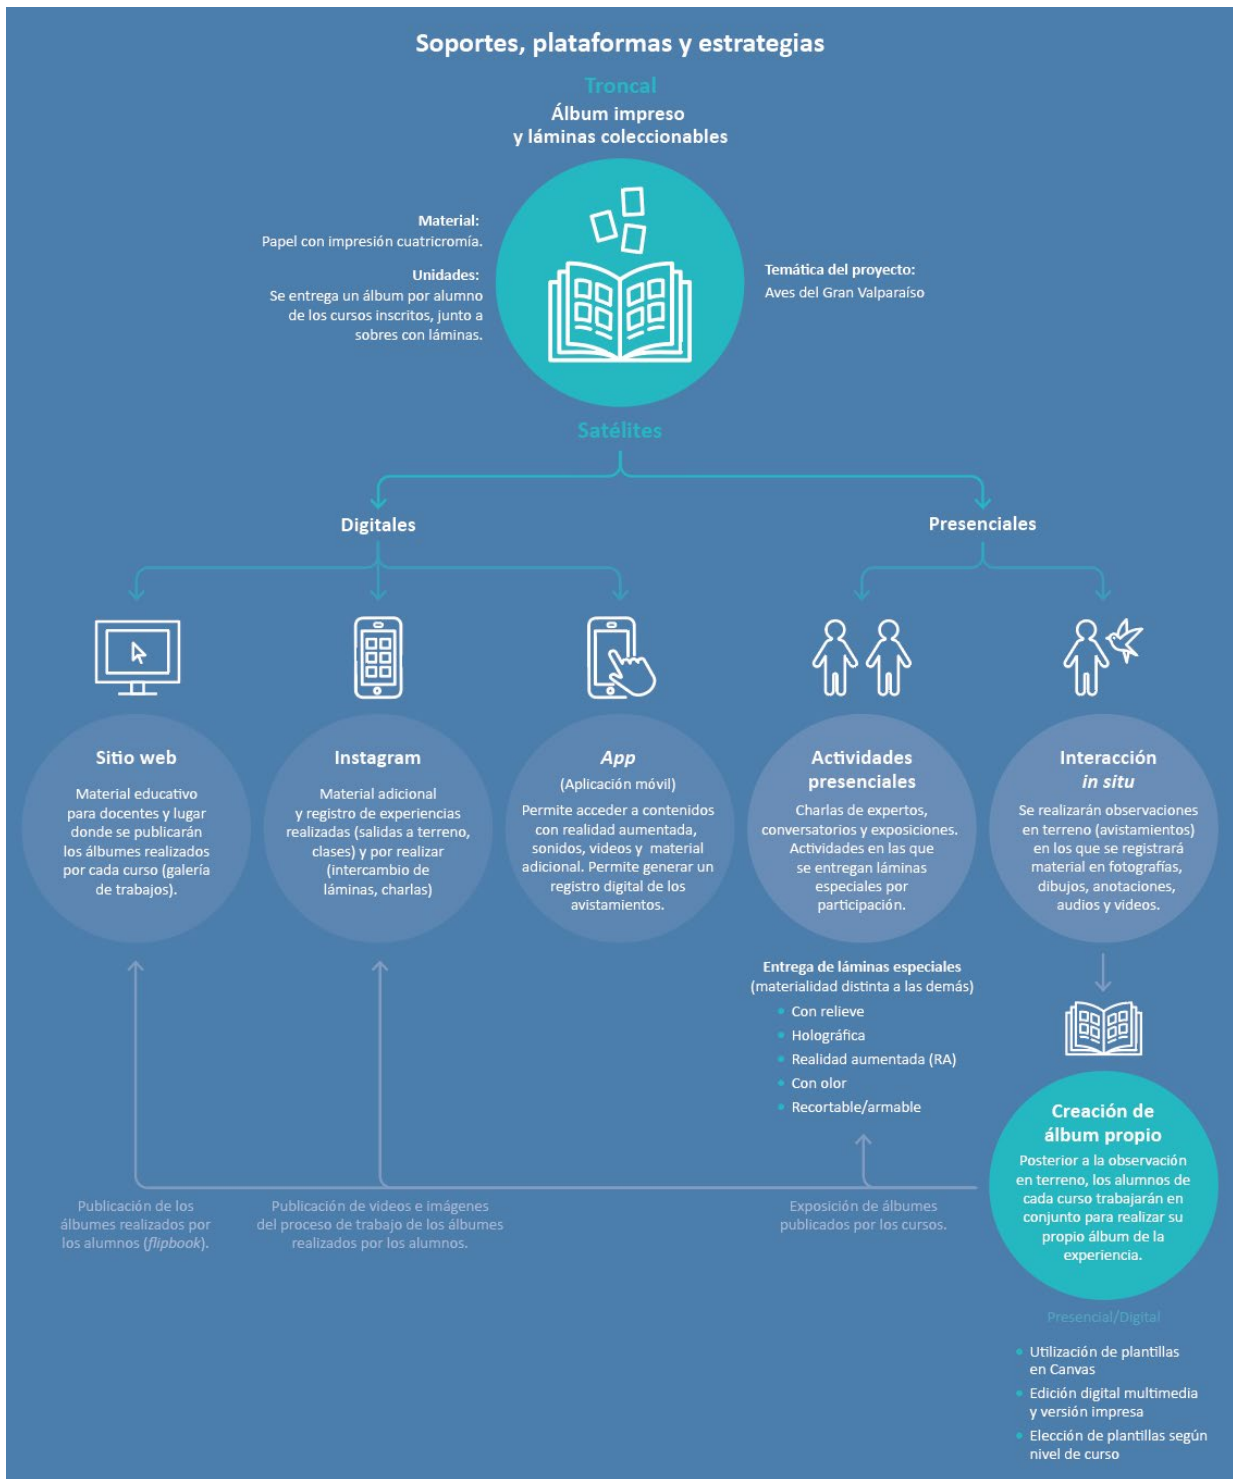 Soportes, plataformas y estrategias
Troncal
Álbum impreso
y láminas coleccionables
Material:
Papel con impresión cuatricromía.
Unidades:
Se entrega un álbum por alumno
de los cursos inscritos, junto a
sobres con láminas.
Temática del proyecto:
Aves del Gran Valparaíso
Satélites
Digitales
Presenciales
Sitio web
Material educativo
para docentes y lugar
donde se publicarán
los álbumes realizados
por cada curso (galería
de trabajos).
Instagram
Material adicional
y registro de experiencias
realizadas (salidas a terreno,
clases) y por realizar
(intercambio de
láminas, charlas)
App
(Aplicación móvil)
Permite acceder a contenidos
con realidad aumentada,
sonidos, videos y material
adicional. Permite generar un
registro digital de los
avistamientos.
Actividades
presenciales
Charlas de expertos,
conversatorios y exposiciones.
Actividades en las que
se entregan láminas
especiales por
participación.
Interacción
in situ
Se realizarán observaciones
en terreno (avistamientos)
en los que se registrará
material en fotografías,
dibujos, anotaciones,
audios y videos.
Entrega de láminas especiales
(materialidad distinta a las demás)
• Con relieve
• Holográfica
• Realidad aumentada (RA)
• Con olor
• Recortable/armable
Creación de
álbum propio
Posterior a la observación
en terreno, los alumnos de
cada curso trabajarán en
conjunto para realizar su
propio álbum de la
experiencia.
Publicación de los
álbumes realizados por
los alumnos (flipbook).
Publicación de videos e imágenes
del proceso de trabajo de los álbumes
realizados por los alumnos.
Exposición de álbumes
publicados por los cursos.
Presencial/Digital
• Utilización de plantillas
en Canvas
• Edición digital multimedia
y versión impresa
• Elección de plantillas según
nivel de curso